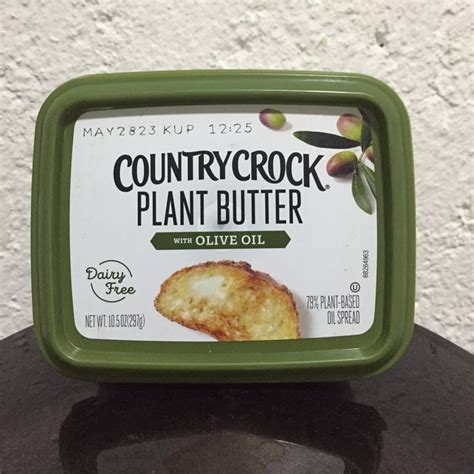 MAY2823 KUP 12:25
COUNTRY CROCK®
PLANT BUTTER
WITH OLIVE OIL
Dairy
Free
NET WT. 10.5 OZ (297g)
U
79% PLANT-BASED
OIL SPREAD
68264963